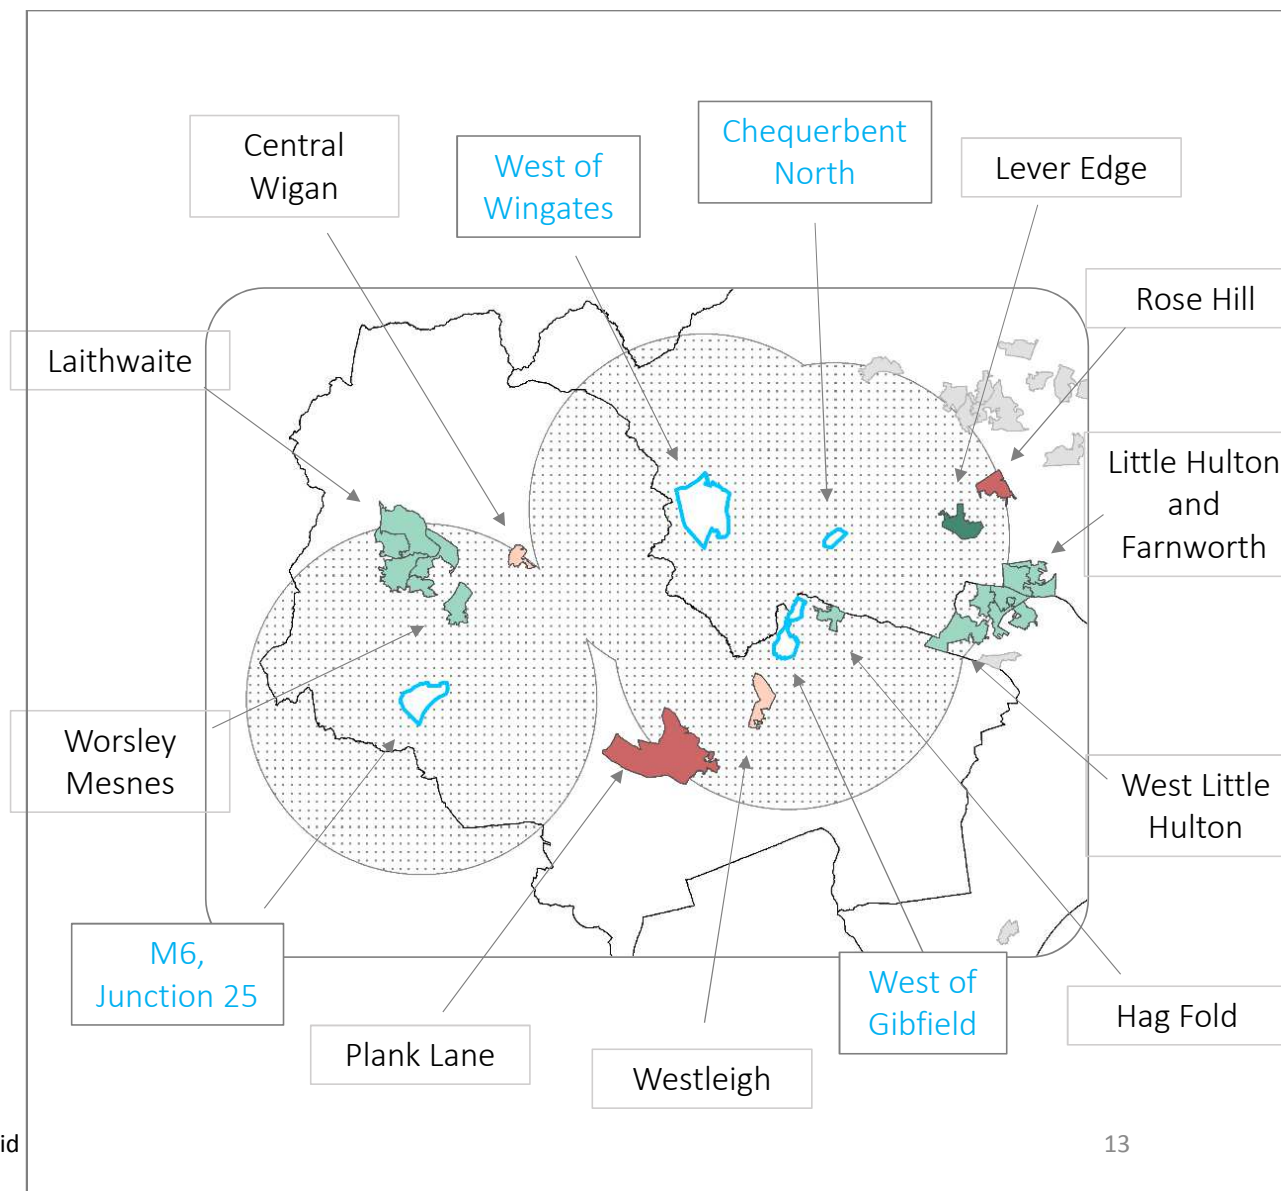 Central
Wigan
West of
Wingates
Chequerbent
North
Lever Edge
Rose Hill
Laithwaite
Little Hulton
and
Farnworth
Worsley
Mesnes
West Little
Hulton
M6,
Junction 25
West of
Gibfield
Hag Fold
Plank Lane
Westleigh
id
13